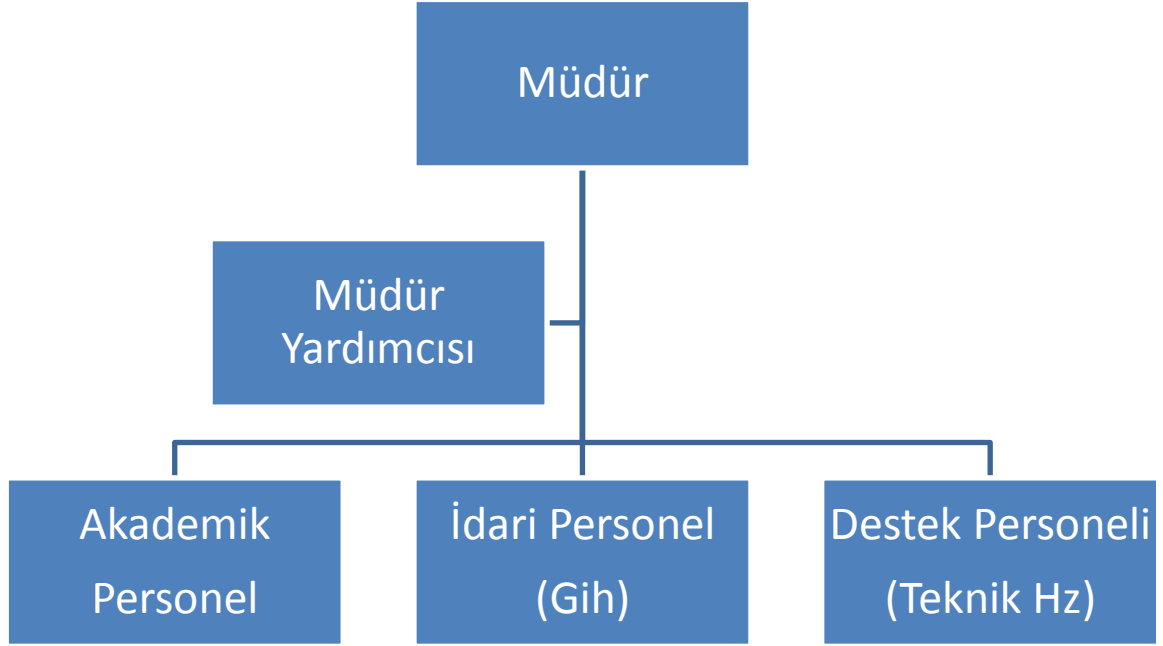 Müdür
Müdür
Yardımcısı
Akademik
Personel
İdari Personel
(Gih)
Destek Personeli
(Teknik Hz)